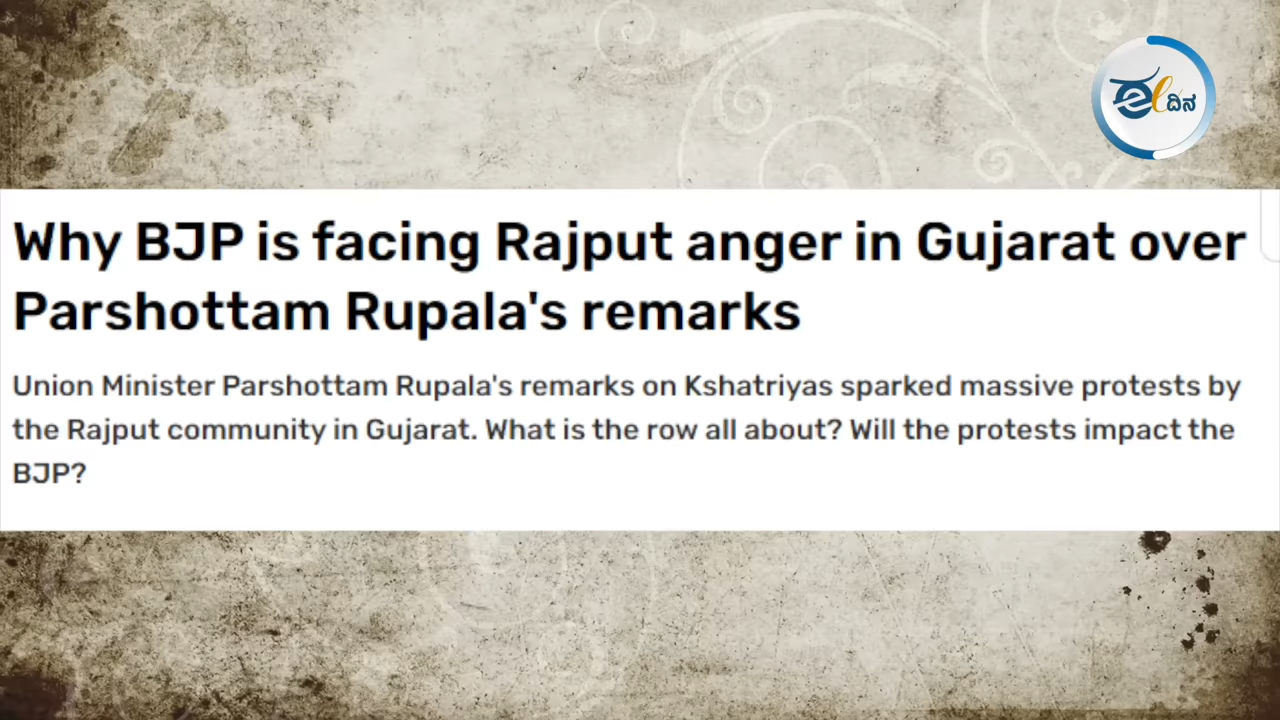 ಈ ದಿನ
Why BJP is facing Rajput anger in Gujarat over
Parshottam Rupala's remarks
Union Minister Parshottam Rupala's remarks on Kshatriyas sparked massive protests by
the Rajput community in Gujarat. What is the row all about? Will the protests impact the
BJP?